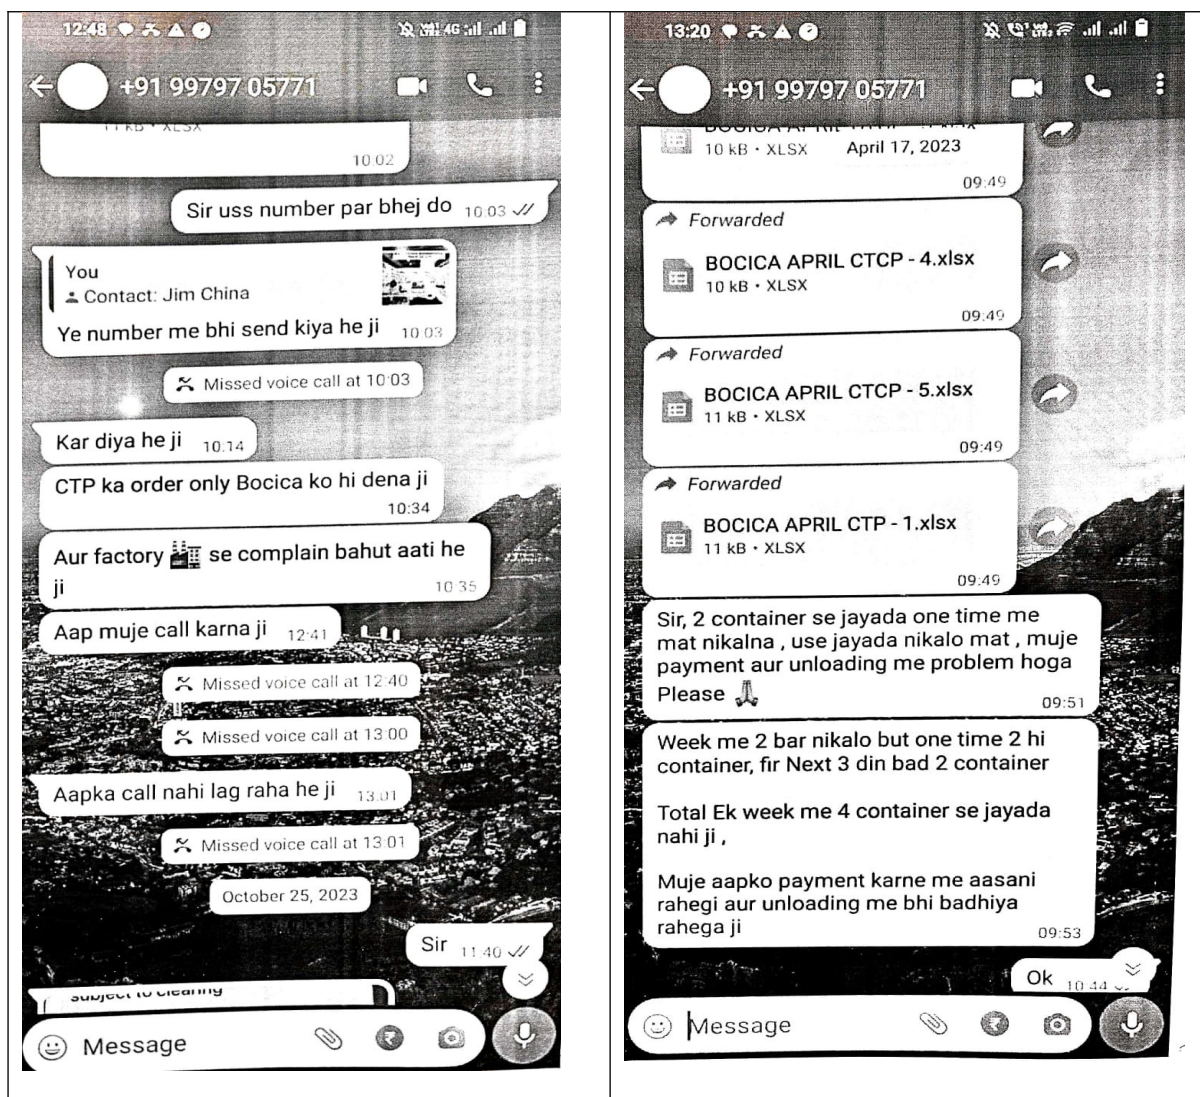 12:48
4G
+91 99797 05771
11 kB • XLSX
10:02
Sir uss number par bhej do 10:03
You
Contact: Jim China
Ye number me bhi send kiya he ji 10:03
Missed voice call at 10:03
Kar diya he ji 10:14
CTP ka order only Bocica ko hi dena ji
10:34
Aur factory 🏭 se complain bahut aati he
ji 10:35
Aap muje call karna ji 12:41
Missed voice call at 12:40
Missed voice call at 13:00
Aapka call nahi lag raha he ji 13:01
Missed voice call at 13:01
October 25, 2023
Sir 11:40
subject to clearing
Message
13:20
+91 99797 05771
BOCICA APRIL
10 kB • XLSX April 17, 2023
09:49
Forwarded
BOCICA APRIL CTCP - 4.xlsx
10 kB • XLSX
09:49
Forwarded
BOCICA APRIL CTCP - 5.xlsx
11 kB • XLSX
09:49
Forwarded
BOCICA APRIL CTP - 1.xlsx
11 kB • XLSX
09:49
Sir, 2 container se jayada one time me
mat nikalna , use jayada nikalo mat , muje
payment aur unloading me problem hoga
Please 🙏 09:51
Week me 2 bar nikalo but one time 2 hi
container, fir Next 3 din bad 2 container
Total Ek week me 4 container se jayada
nahi ji ,
Muje aapko payment karne me aasani
rahegi aur unloading me bhi badhiya
rahega ji 09:53
Ok 10:44
Message